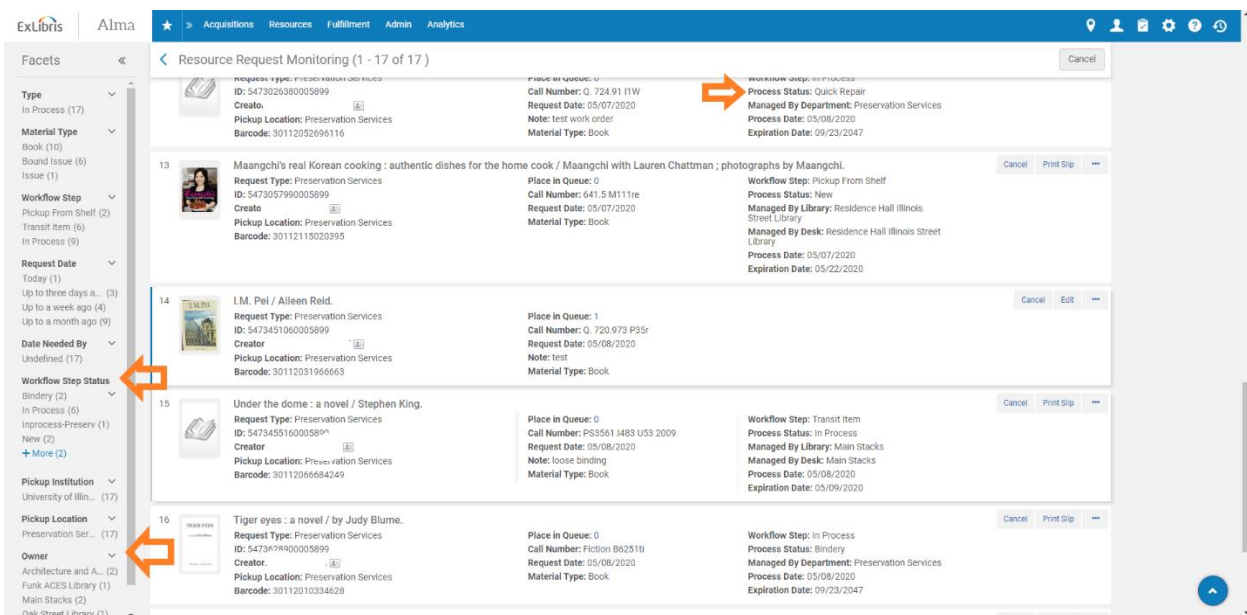 ExLibris Alma Acquisitions Resources Fulfillment Admin Analytics
Facets
Resource Request Monitoring (1 - 17 of 17 )
Cancel
Type
In Process (17)
Material Type
Book (10)
Bound Issue (6)
Issue (1)
Workflow Step
Pickup From Shelf (2)
Transit Item (6)
In Process (9)
Request Date
Today (1)
Up to three days a... (3)
Up to a week ago (4)
Up to a month ago (9)
Date Needed By
Undefined (17)
Workflow Step Status
Bindery (2)
In Process (6)
Inprocess-Preserv (1)
New (2)
+ More (2)
Pickup Institution
University of Illin... (17)
Pickup Location
Preservation Ser... (17)
Owner
Architecture and A... (2)
Funk ACES Library (1)
Main Stacks (2)
Oak Street Library (1)
Request Type: Preservation Services
ID: 5473026380005899
Creato
Pickup Location: Preservation Services
Barcode: 30112052696116
Place in Queue: 0
Call Number: Q. 724.91 I1W
Request Date: 05/07/2020
Note: test work order
Material Type: Book
Workflow Step: In Process
Process Status: Quick Repair
Managed By Department: Preservation Services
Process Date: 05/08/2020
Expiration Date: 09/23/2047
13 Maangchi's real Korean cooking : authentic dishes for the home cook / Maangchi with Lauren Chattman ; photographs by Maangchi.
Cancel Print Slip
Request Type: Preservation Services
ID: 5473057990005899
Creato
Pickup Location: Preservation Services
Barcode: 30112115020395
Place in Queue: 0
Call Number: 641.5 M111re
Request Date: 05/07/2020
Material Type: Book
Workflow Step: Pickup From Shelf
Process Status: New
Managed By Library: Residence Hall Illinois
Street Library
Managed By Desk: Residence Hall Illinois Street
Library
Process Date: 05/07/2020
Expiration Date: 05/22/2020
14 I.M. Pei / Aileen Reid.
Cancel Edit
Request Type: Preservation Services
ID: 5473451060005899
Creator
Pickup Location: Preservation Services
Barcode: 30112031966663
Place in Queue: 1
Call Number: Q. 720.973 P35r
Request Date: 05/08/2020
Note: test
Material Type: Book
15 Under the dome : a novel / Stephen King.
Cancel Print Slip
Request Type: Preservation Services
ID:
Creator
Pickup Location: Preservation Services
Barcode: 30112066684249
Place in Queue: 0
Call Number: PS3561.I483 U53 2009
Request Date: 05/08/2020
Note: loose binding
Material Type: Book
Workflow Step: Transit Item
Process Status: In Process
Managed By Library: Main Stacks
Managed By Desk: Main Stacks
Process Date: 05/08/2020
Expiration Date: 05/09/2020
16 Tiger eyes : a novel / by Judy Blume.
Cancel Print Slip
Request Type: Preservation Services
ID:
Creator.
Pickup Location: Preservation Services
Barcode: 30112010334628
Place in Queue: 0
Call Number: Fiction B6251ti
Request Date: 05/08/2020
Material Type: Book
Workflow Step: In Process
Process Status: Bindery
Managed By Department: Preservation Services
Process Date: 05/08/2020
Expiration Date: 09/23/2047